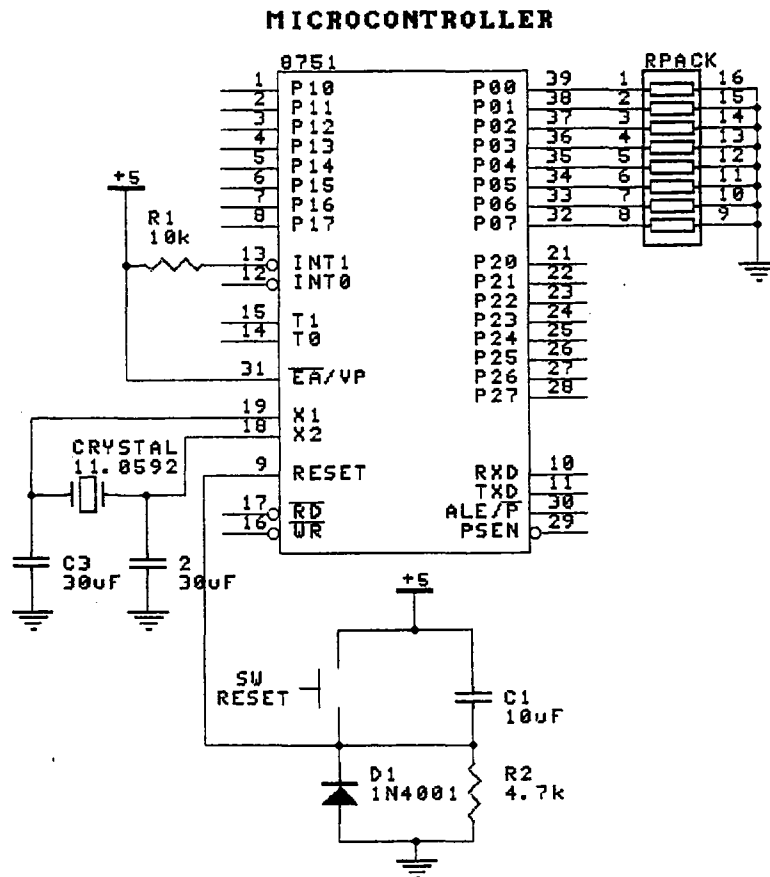 MICROCONTROLLER
8751
RPACK
1 P10
2 P11
3 P12
4 P13
5 P14
6 P15
7 P16
8 P17
P00 39 1 16
P01 38 2 15
P02 37 3 14
P03 36 4 13
P04 35 5 12
P05 34 6 11
P06 33 7 10
P07 32 8 9
+5
R1
10k
13 INT1
12 INT0
15 T1
14 T0
31 EA/VP
19 X1
18 X2
9 RESET
17 RD
16 WR
P20 21
P21 22
P22 23
P23 24
P24 25
P25 26
P26 27
P27 28
RXD 10
TXD 11
ALE/P 30
PSEN 29
CRYSTAL
11.0592
C3
30uF
2
30uF
+5
SW
RESET
C1
10uF
D1
1N4001
R2
4.7k